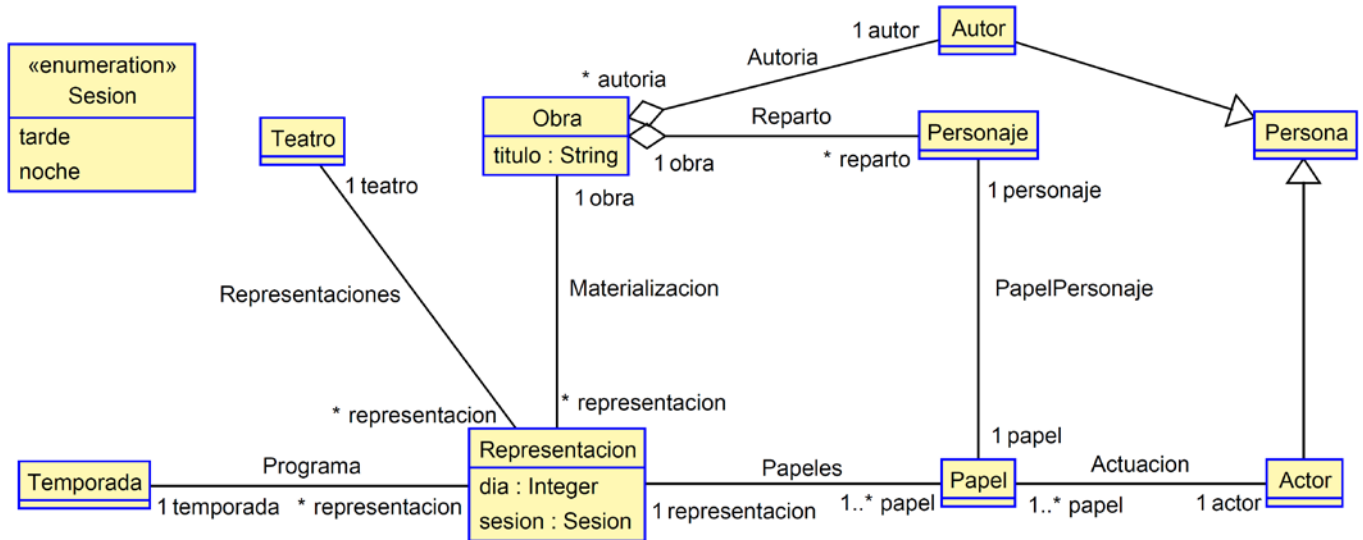 «enumeration»
Sesion
tarde
noche
Teatro
1 teatro
Representaciones
* representacion
Obra
titulo : String
* autoria
Autoria
1 autor
Autor
Reparto
1 obra
* reparto
Personaje
Persona
1 obra
Materializacion
* representacion
1 personaje
PapelPersonaje
1 papel
Temporada
Programa
1 temporada
* representacion
Representacion
dia : Integer
sesion : Sesion
Papeles
1 representacion
1..* papel
Papel
Actuacion
1..* papel
1 actor
Actor